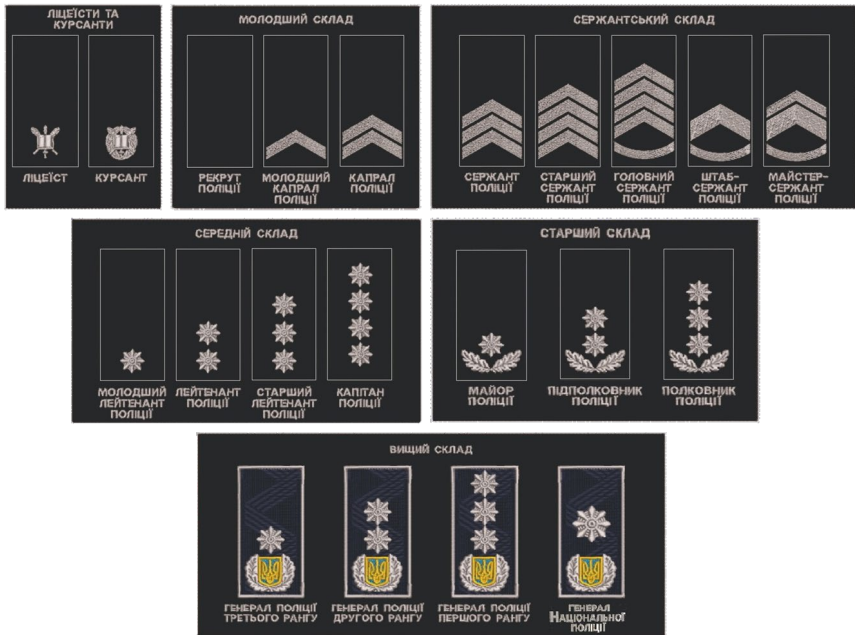 ЛІЦЕЇСТИ ТА
КУРСАНТИ
ЛІЦЕЇСТ
КУРСАНТ
МОЛОДШИЙ СКЛАД
РЕКРУТ
ПОЛІЦІЇ
МОЛОДШИЙ
КАПРАЛ
ПОЛІЦІЇ
КАПРАЛ
ПОЛІЦІЇ
СЕРЖАНТСЬКИЙ СКЛАД
СЕРЖАНТ
ПОЛІЦІЇ
СТАРШИЙ
СЕРЖАНТ
ПОЛІЦІЇ
ГОЛОВНИЙ
СЕРЖАНТ
ПОЛІЦІЇ
ШТАБ-
СЕРЖАНТ
ПОЛІЦІЇ
МАЙСТЕР-
СЕРЖАНТ
ПОЛІЦІЇ
СЕРЕДНІЙ СКЛАД
МОЛОДШИЙ
ЛЕЙТЕНАНТ
ПОЛІЦІЇ
ЛЕЙТЕНАНТ
ПОЛІЦІЇ
СТАРШИЙ
ЛЕЙТЕНАНТ
ПОЛІЦІЇ
КАПІТАН
ПОЛІЦІЇ
СТАРШИЙ СКЛАД
МАЙОР
ПОЛІЦІЇ
ПІДПОЛКОВНИК
ПОЛІЦІЇ
ПОЛКОВНИК
ПОЛІЦІЇ
ВИЩИЙ СКЛАД
ГЕНЕРАЛ ПОЛІЦІЇ
ТРЕТЬОГО РАНГУ
ГЕНЕРАЛ ПОЛІЦІЇ
ДРУГОГО РАНГУ
ГЕНЕРАЛ ПОЛІЦІЇ
ПЕРШОГО РАНГУ
ГЕНЕРАЛ
НАЦІОНАЛЬНОЇ
ПОЛІЦІЇ